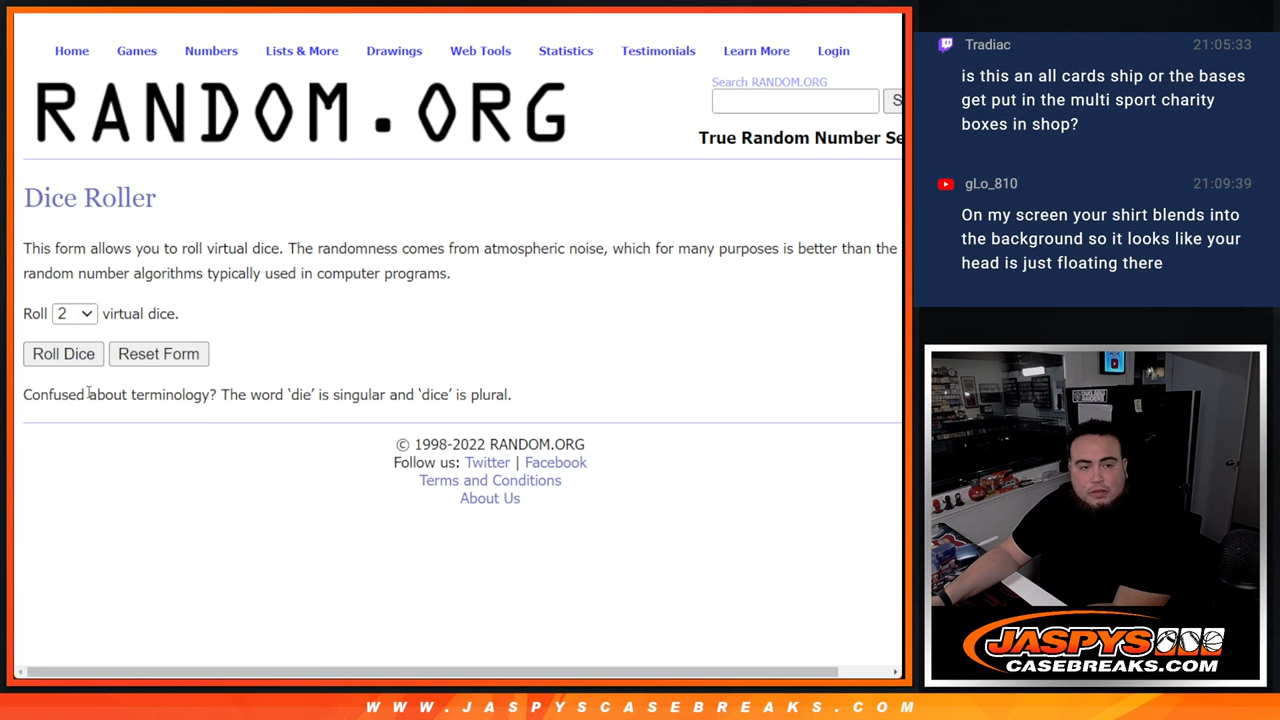 Home Games Numbers Lists & More Drawings Web Tools Statistics Testimonials Learn More Login
RANDOM.ORG
Search RANDOM.ORG
S
True Random Number Se
Dice Roller
This form allows you to roll virtual dice. The randomness comes from atmospheric noise, which for many purposes is better than the
random number algorithms typically used in computer programs.
Roll 2 virtual dice.
Roll Dice Reset Form
Confused about terminology? The word ‘die’ is singular and ‘dice’ is plural.
© 1998-2022 RANDOM.ORG
Follow us: Twitter | Facebook
Terms and Conditions
About Us
Tradiac 21:05:33
is this an all cards ship or the bases
get put in the multi sport charity
boxes in shop?
gLo_810 21:09:39
On my screen your shirt blends into
the background so it looks like your
head is just floating there
JASPYS
CASEBREAKS.COM
WWW.JASPYSCASEBREAKS.COM